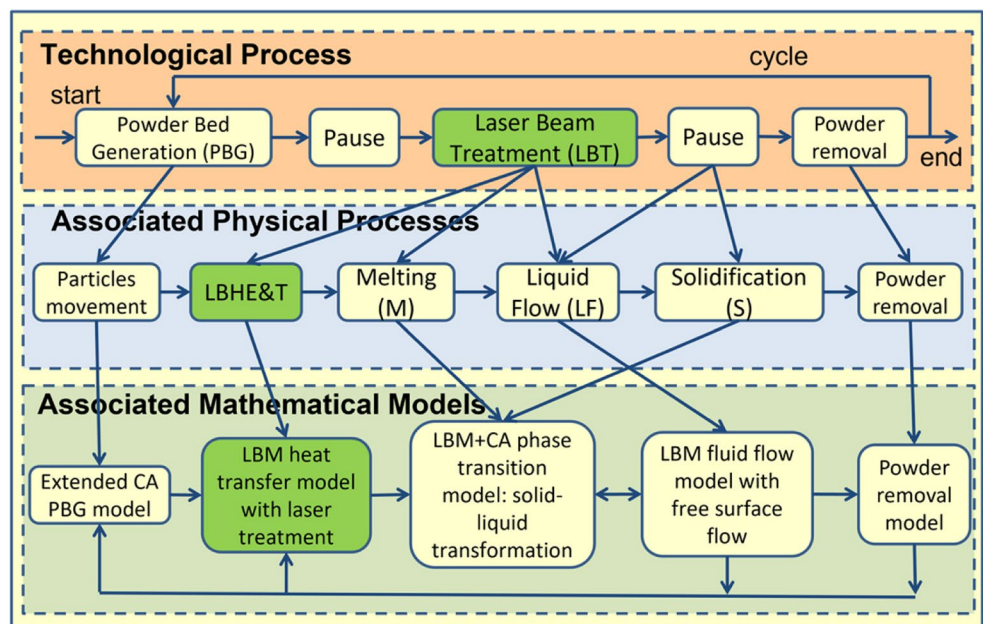 Technological Process
cycle
start
Powder Bed
Generation (PBG)
Pause
Laser Beam
Treatment (LBT)
Pause
Powder
removal
end
Associated Physical Processes
Particles
movement
LBHE&T
Melting
(M)
Liquid
Flow (LF)
Solidification
(S)
Powder
removal
Associated Mathematical Models
Extended CA
PBG model
LBM heat
transfer model
with laser
treatment
LBM+CA phase
transition
model: solid-
liquid
transformation
LBM fluid flow
model with
free surface
flow
Powder
removal
model